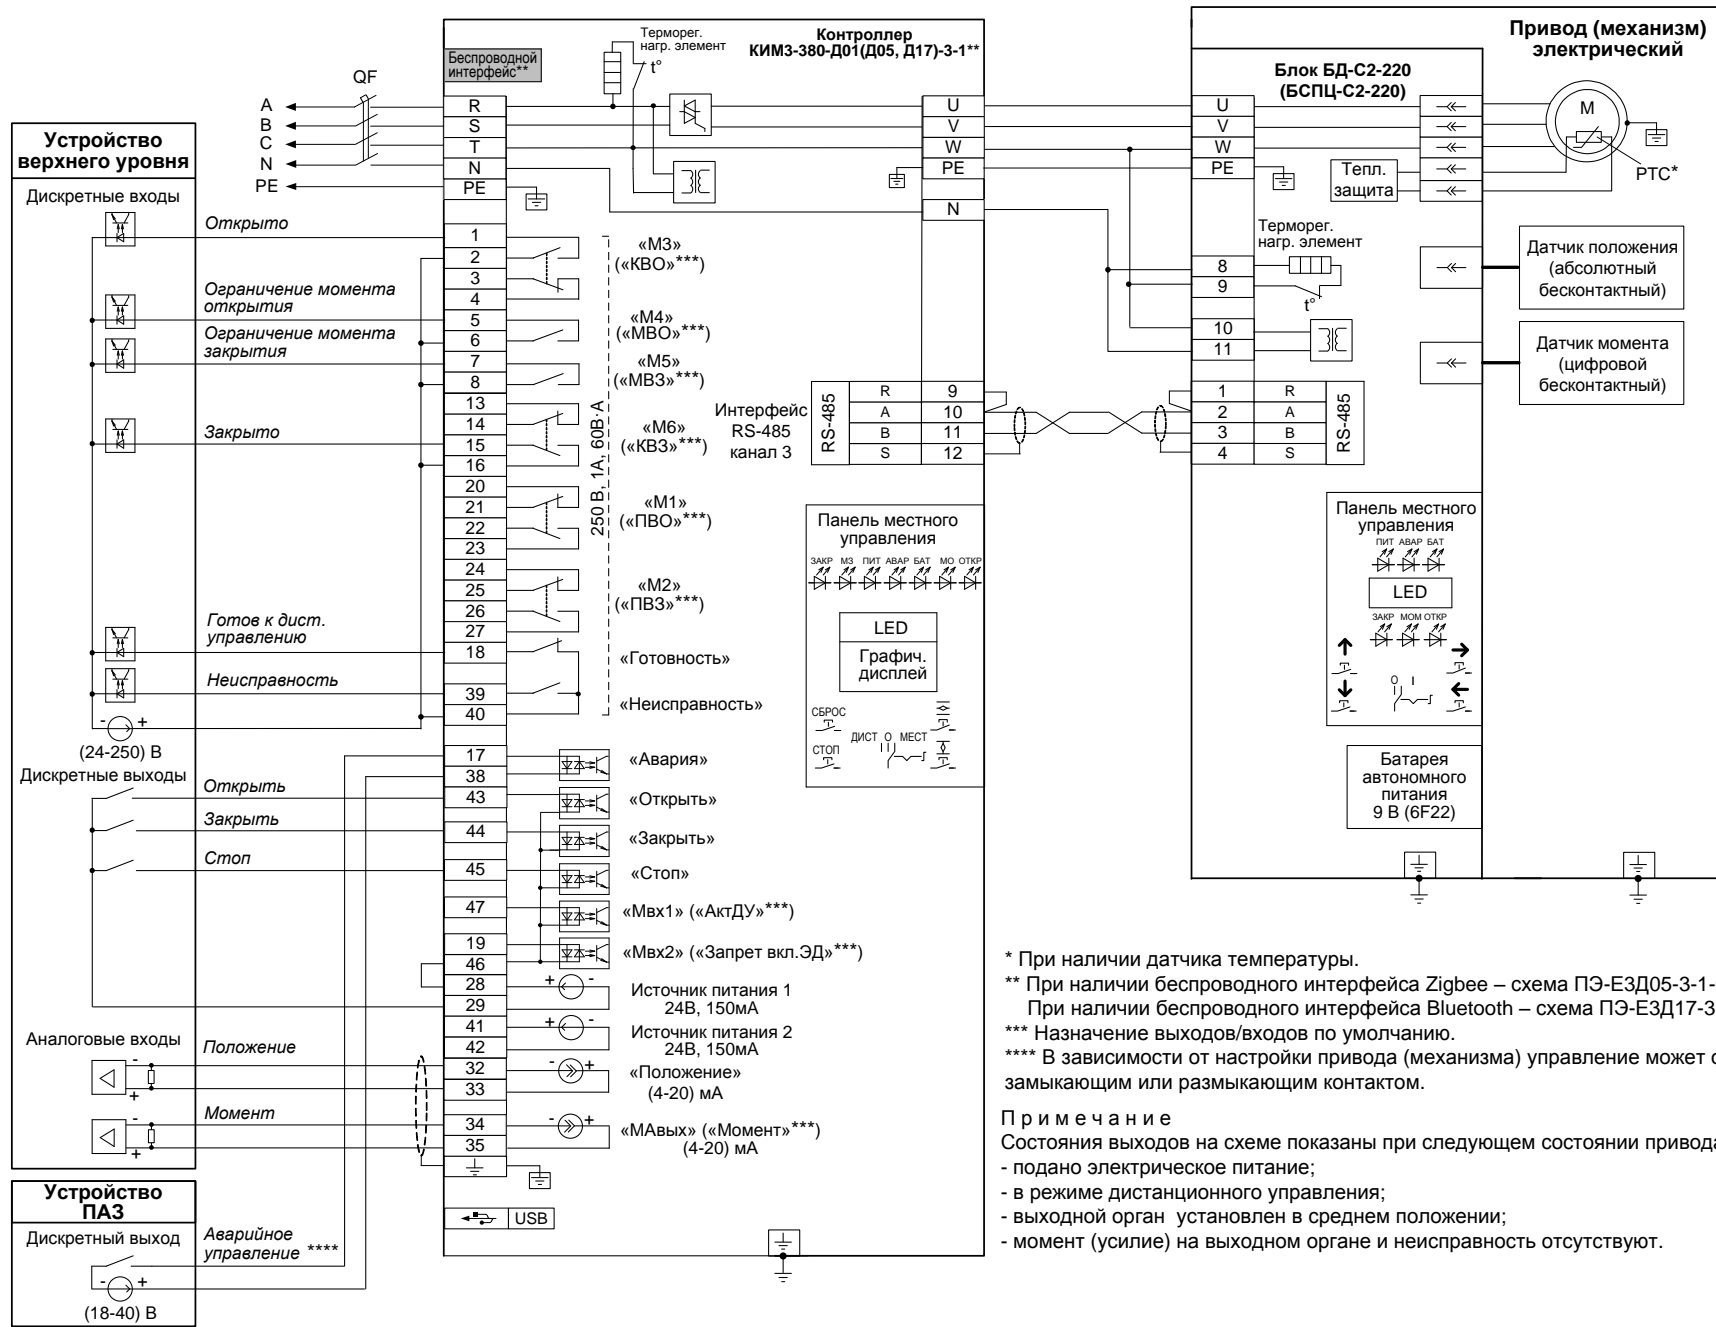 Устройство
верхнего уровня
Дискретные входы
(24-250) В
Дискретные выходы
Аналоговые входы
Устройство
ПАЗ
Дискретный выход
(18-40) В
QF
A
B
C
N
PE
Открыто
Ограничение момента
открытия
Ограничение момента
закрытия
Закрыто
Готов к дист.
управлению
Неисправность
Открыть
Закрыть
Стоп
Положение
Момент
Аварийное
управление ****
Контроллер
КИМ3-380-Д01(Д05, Д17)-3-1**
Беспроводной
интерфейс**
Терморег.
нагр. элемент
t°
R
S
T
N
PE
1
2
3
4
5
6
7
8
13
14
15
16
20
21
22
23
24
25
26
27
18
39
40
17
38
43
44
45
47
19
46
28
29
41
42
32
33
34
35
USB
250 В, 1А, 60В·А
«М3»
(«КВО»***)
«М4»
(«МВО»***)
«М5»
(«МВЗ»***)
«М6»
(«КВЗ»***)
«М1»
(«ПВО»***)
«М2»
(«ПВЗ»***)
«Готовность»
«Неисправность»
«Авария»
«Открыть»
«Закрыть»
«Стоп»
«Мвх1» («АктДУ»***)
«Мвх2» («Запрет вкл.ЭД»***)
Источник питания 1
24В, 150мА
Источник питания 2
24В, 150мА
«Положение»
(4-20) мА
«МАвых» («Момент»***)
(4-20) мА
U
V
W
PE
N
Интерфейс
RS-485
канал 3
RS-485
R
9
A
10
B
11
S
12
Панель местного
управления
ЗАКР МЗ ПИТ АВАР БАТ МО ОТКР
LED
Графич.
дисплей
СБРОС
СТОП
ДИСТ О МЕСТ
Привод (механизм)
электрический
Блок БД-С2-220
(БСПЦ-С2-220)
U
V
W
PE
Тепл.
защита
M
PTC*
Терморег.
нагр. элемент
t°
8
9
10
11
1
R
2
A
3
B
4
S
RS-485
Датчик положения
(абсолютный
бесконтактный)
Датчик момента
(цифровой
бесконтактный)
Панель местного
управления
ПИТ АВАР БАТ
LED
ЗАКР МОМ ОТКР
О I
Батарея
автономного
питания
9 В (6F22)
* При наличии датчика температуры.
** При наличии беспроводного интерфейса Zigbee – схема ПЭ-Е3Д05-3-1-
При наличии беспроводного интерфейса Bluetooth – схема ПЭ-Е3Д17-3
*** Назначение выходов/входов по умолчанию.
**** В зависимости от настройки привода (механизма) управление может о
замыкающим или размыкающим контактом.
П р и м е ч а н и е
Состояния выходов на схеме показаны при следующем состоянии привода
- подано электрическое питание;
- в режиме дистанционного управления;
- выходной орган установлен в среднем положении;
- момент (усилие) на выходном органе и неисправность отсутствуют.